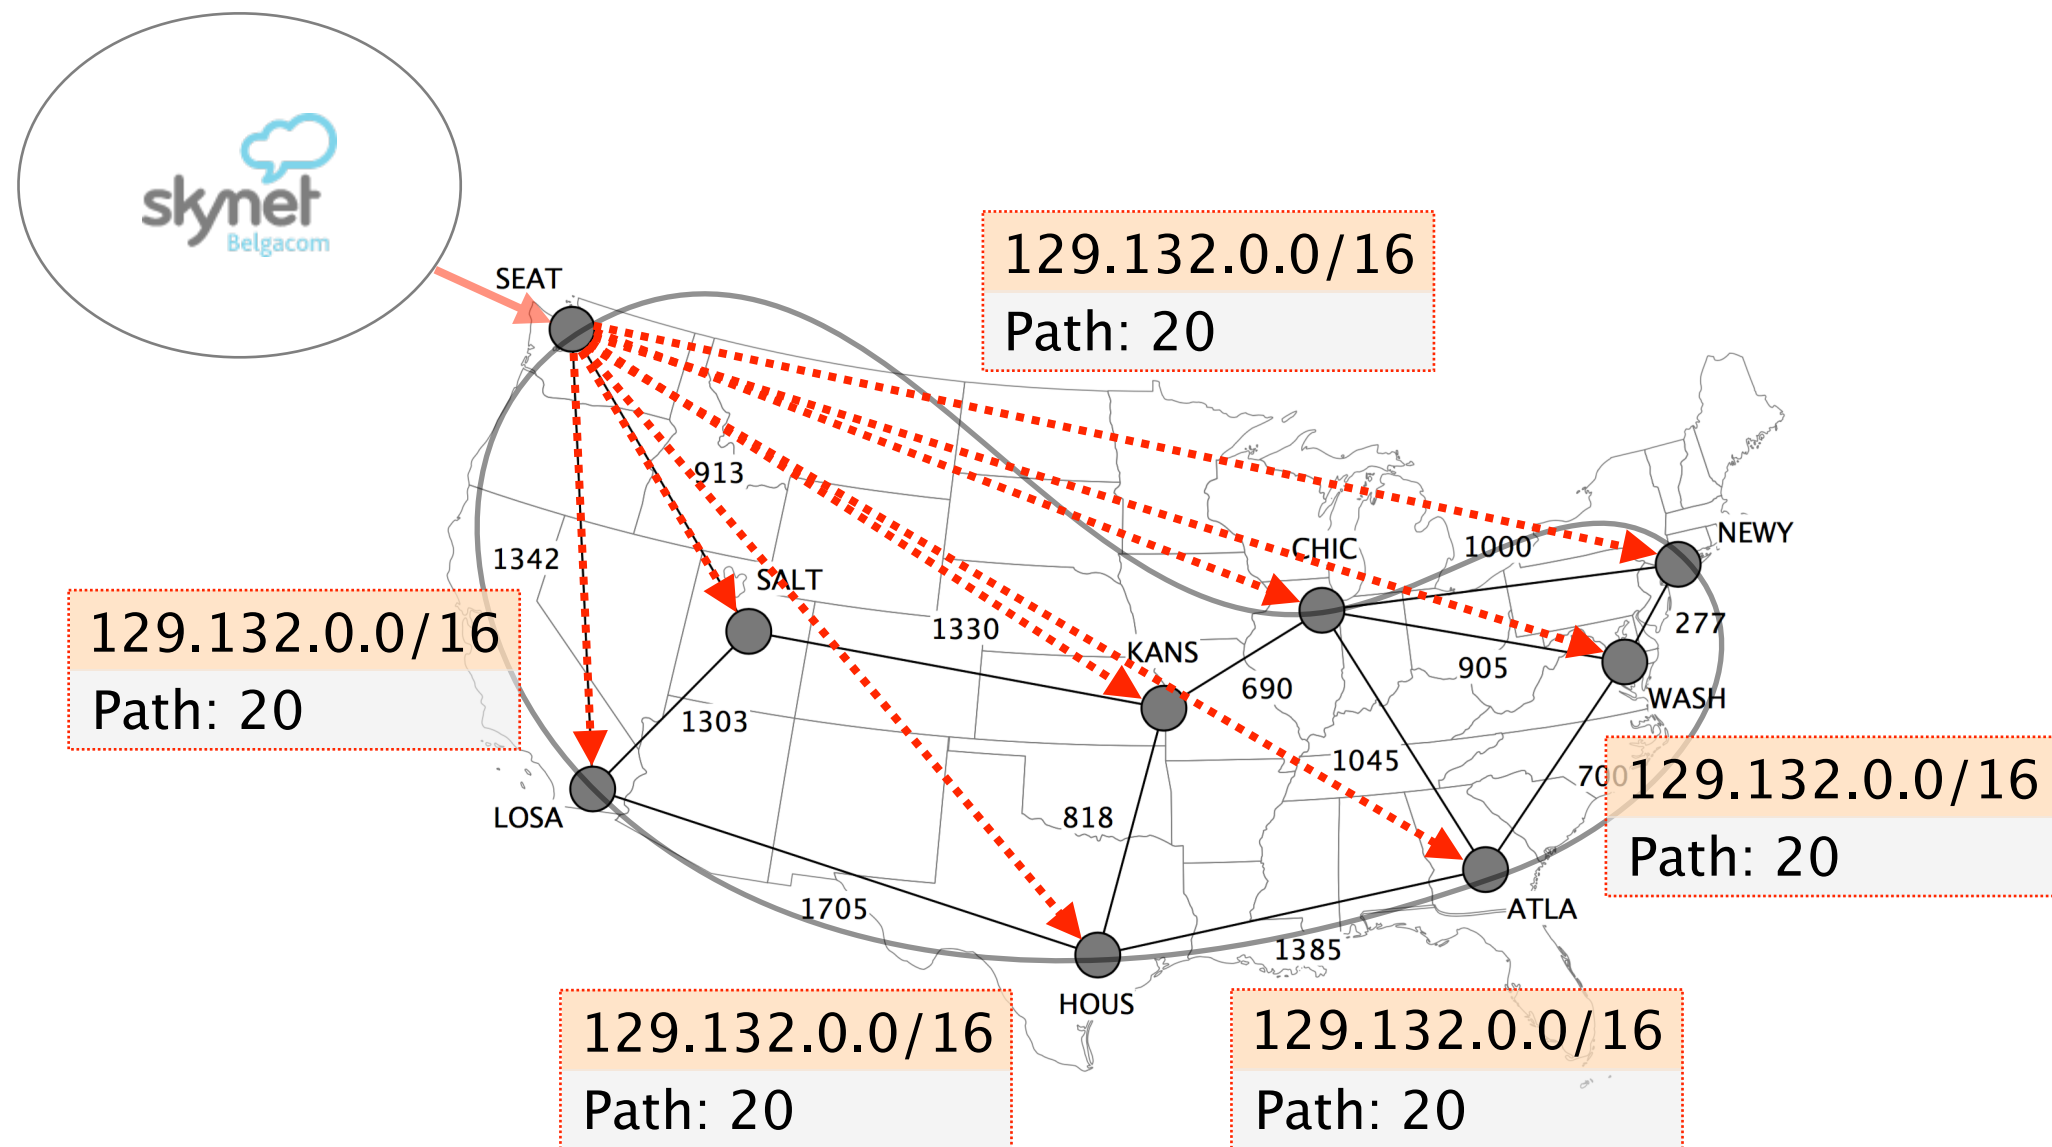 skynet
Belgacom
SEAT
129.132.0.0/16
Path: 20
913
1342
SALT
CHIC
1000
NEWY
129.132.0.0/16
Path: 20
1330
KANS
277
905
690
WASH
1303
1045
700
129.132.0.0/16
Path: 20
LOSA
818
1705
ATLA
1385
HOUS
129.132.0.0/16
Path: 20
129.132.0.0/16
Path: 20